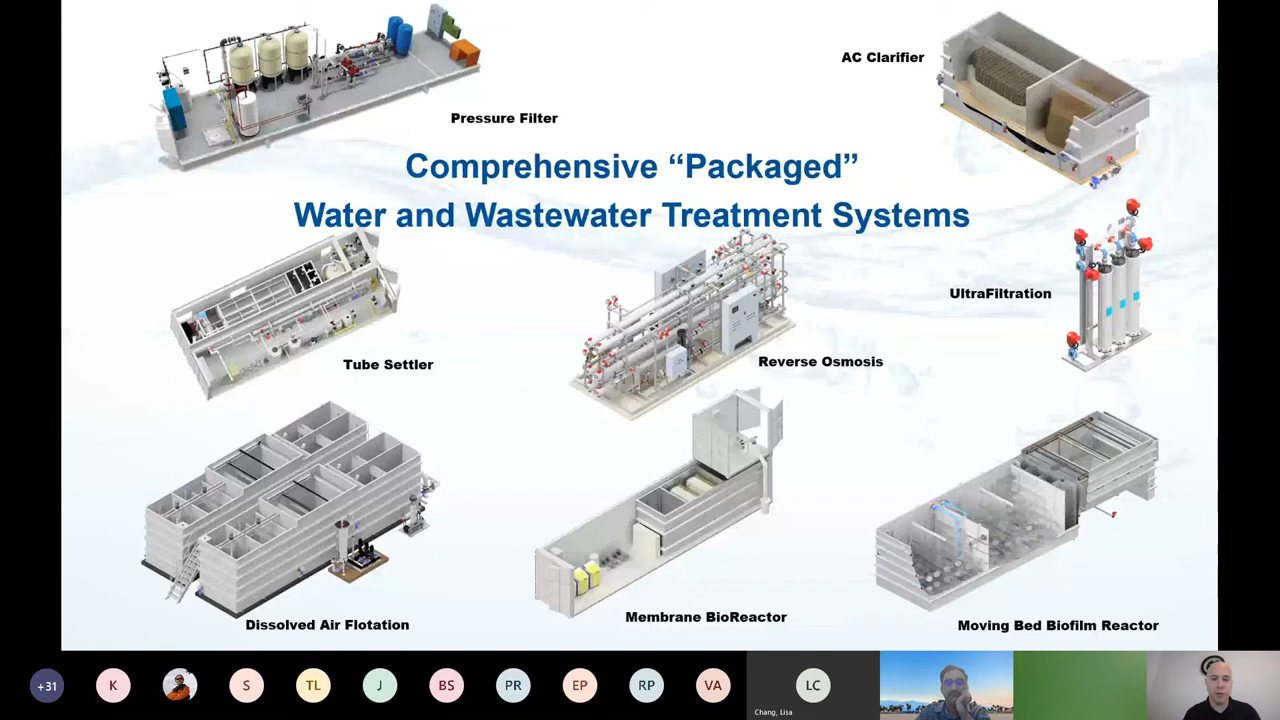 AC Clarifier
Pressure Filter
Comprehensive “Packaged”
Water and Wastewater Treatment Systems
UltraFiltration
Tube Settler
Reverse Osmosis
Dissolved Air Flotation
Membrane BioReactor
Moving Bed Biofilm Reactor
+31
K
S
TL
J
BS
PR
EP
RP
VA
LC
Chang, Lisa